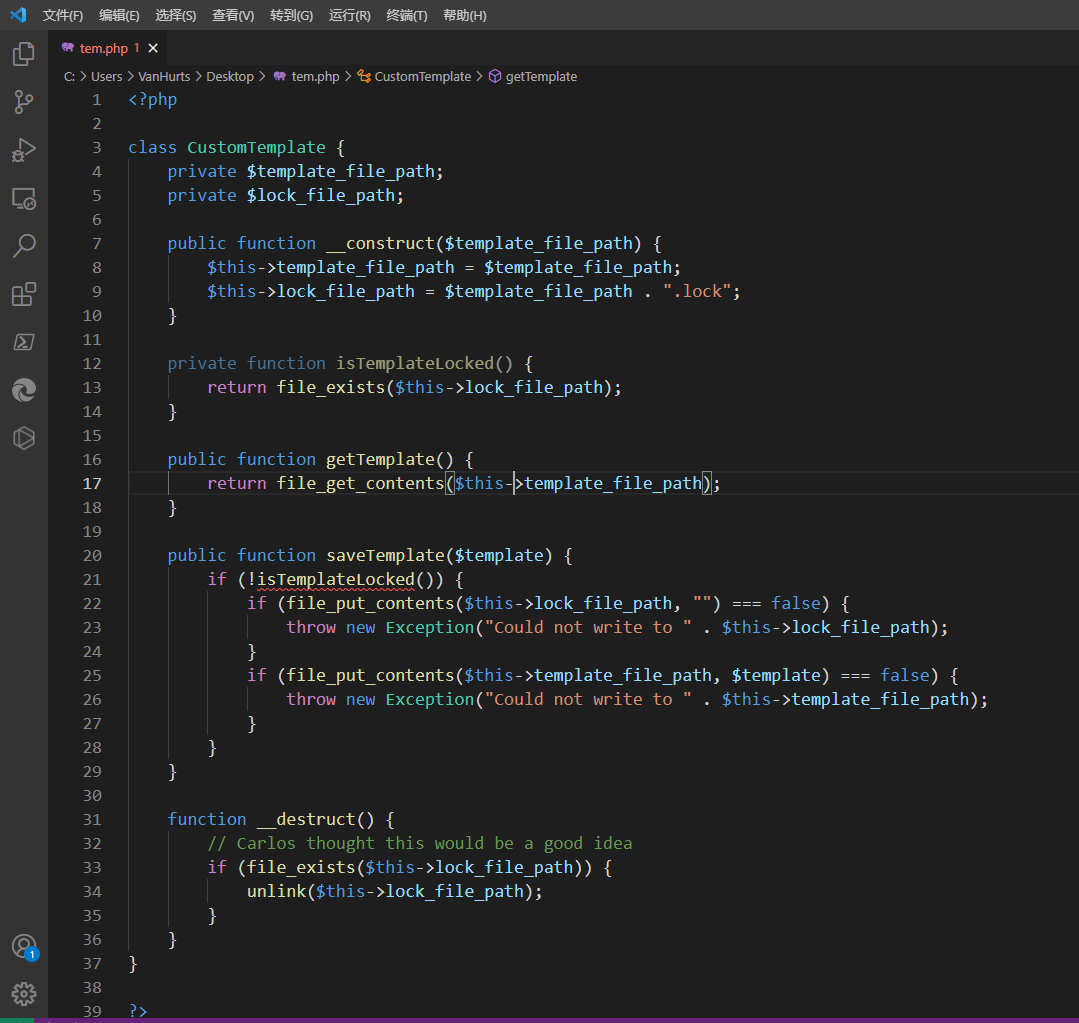 文件(F) 编辑(E) 选择(S) 查看(V) 转到(G) 运行(R) 终端(T) 帮助(H)
tem.php 1
C: > Users > VanHurts > Desktop > tem.php > CustomTemplate > getTemplate
1 <?php
2
3 class CustomTemplate {
4 private $template_file_path;
5 private $lock_file_path;
6
7 public function __construct($template_file_path) {
8 $this->template_file_path = $template_file_path;
9 $this->lock_file_path = $template_file_path . ".lock";
10 }
11
12 private function isTemplateLocked() {
13 return file_exists($this->lock_file_path);
14 }
15
16 public function getTemplate() {
17 return file_get_contents($this->template_file_path);
18 }
19
20 public function saveTemplate($template) {
21 if (!isTemplateLocked()) {
22 if (file_put_contents($this->lock_file_path, "") === false) {
23 throw new Exception("Could not write to " . $this->lock_file_path);
24 }
25 if (file_put_contents($this->template_file_path, $template) === false) {
26 throw new Exception("Could not write to " . $this->template_file_path);
27 }
28 }
29 }
30
31 function __destruct() {
32 // Carlos thought this would be a good idea
33 if (file_exists($this->lock_file_path)) {
34 unlink($this->lock_file_path);
35 }
36 }
37 }
38
39 ?>
1